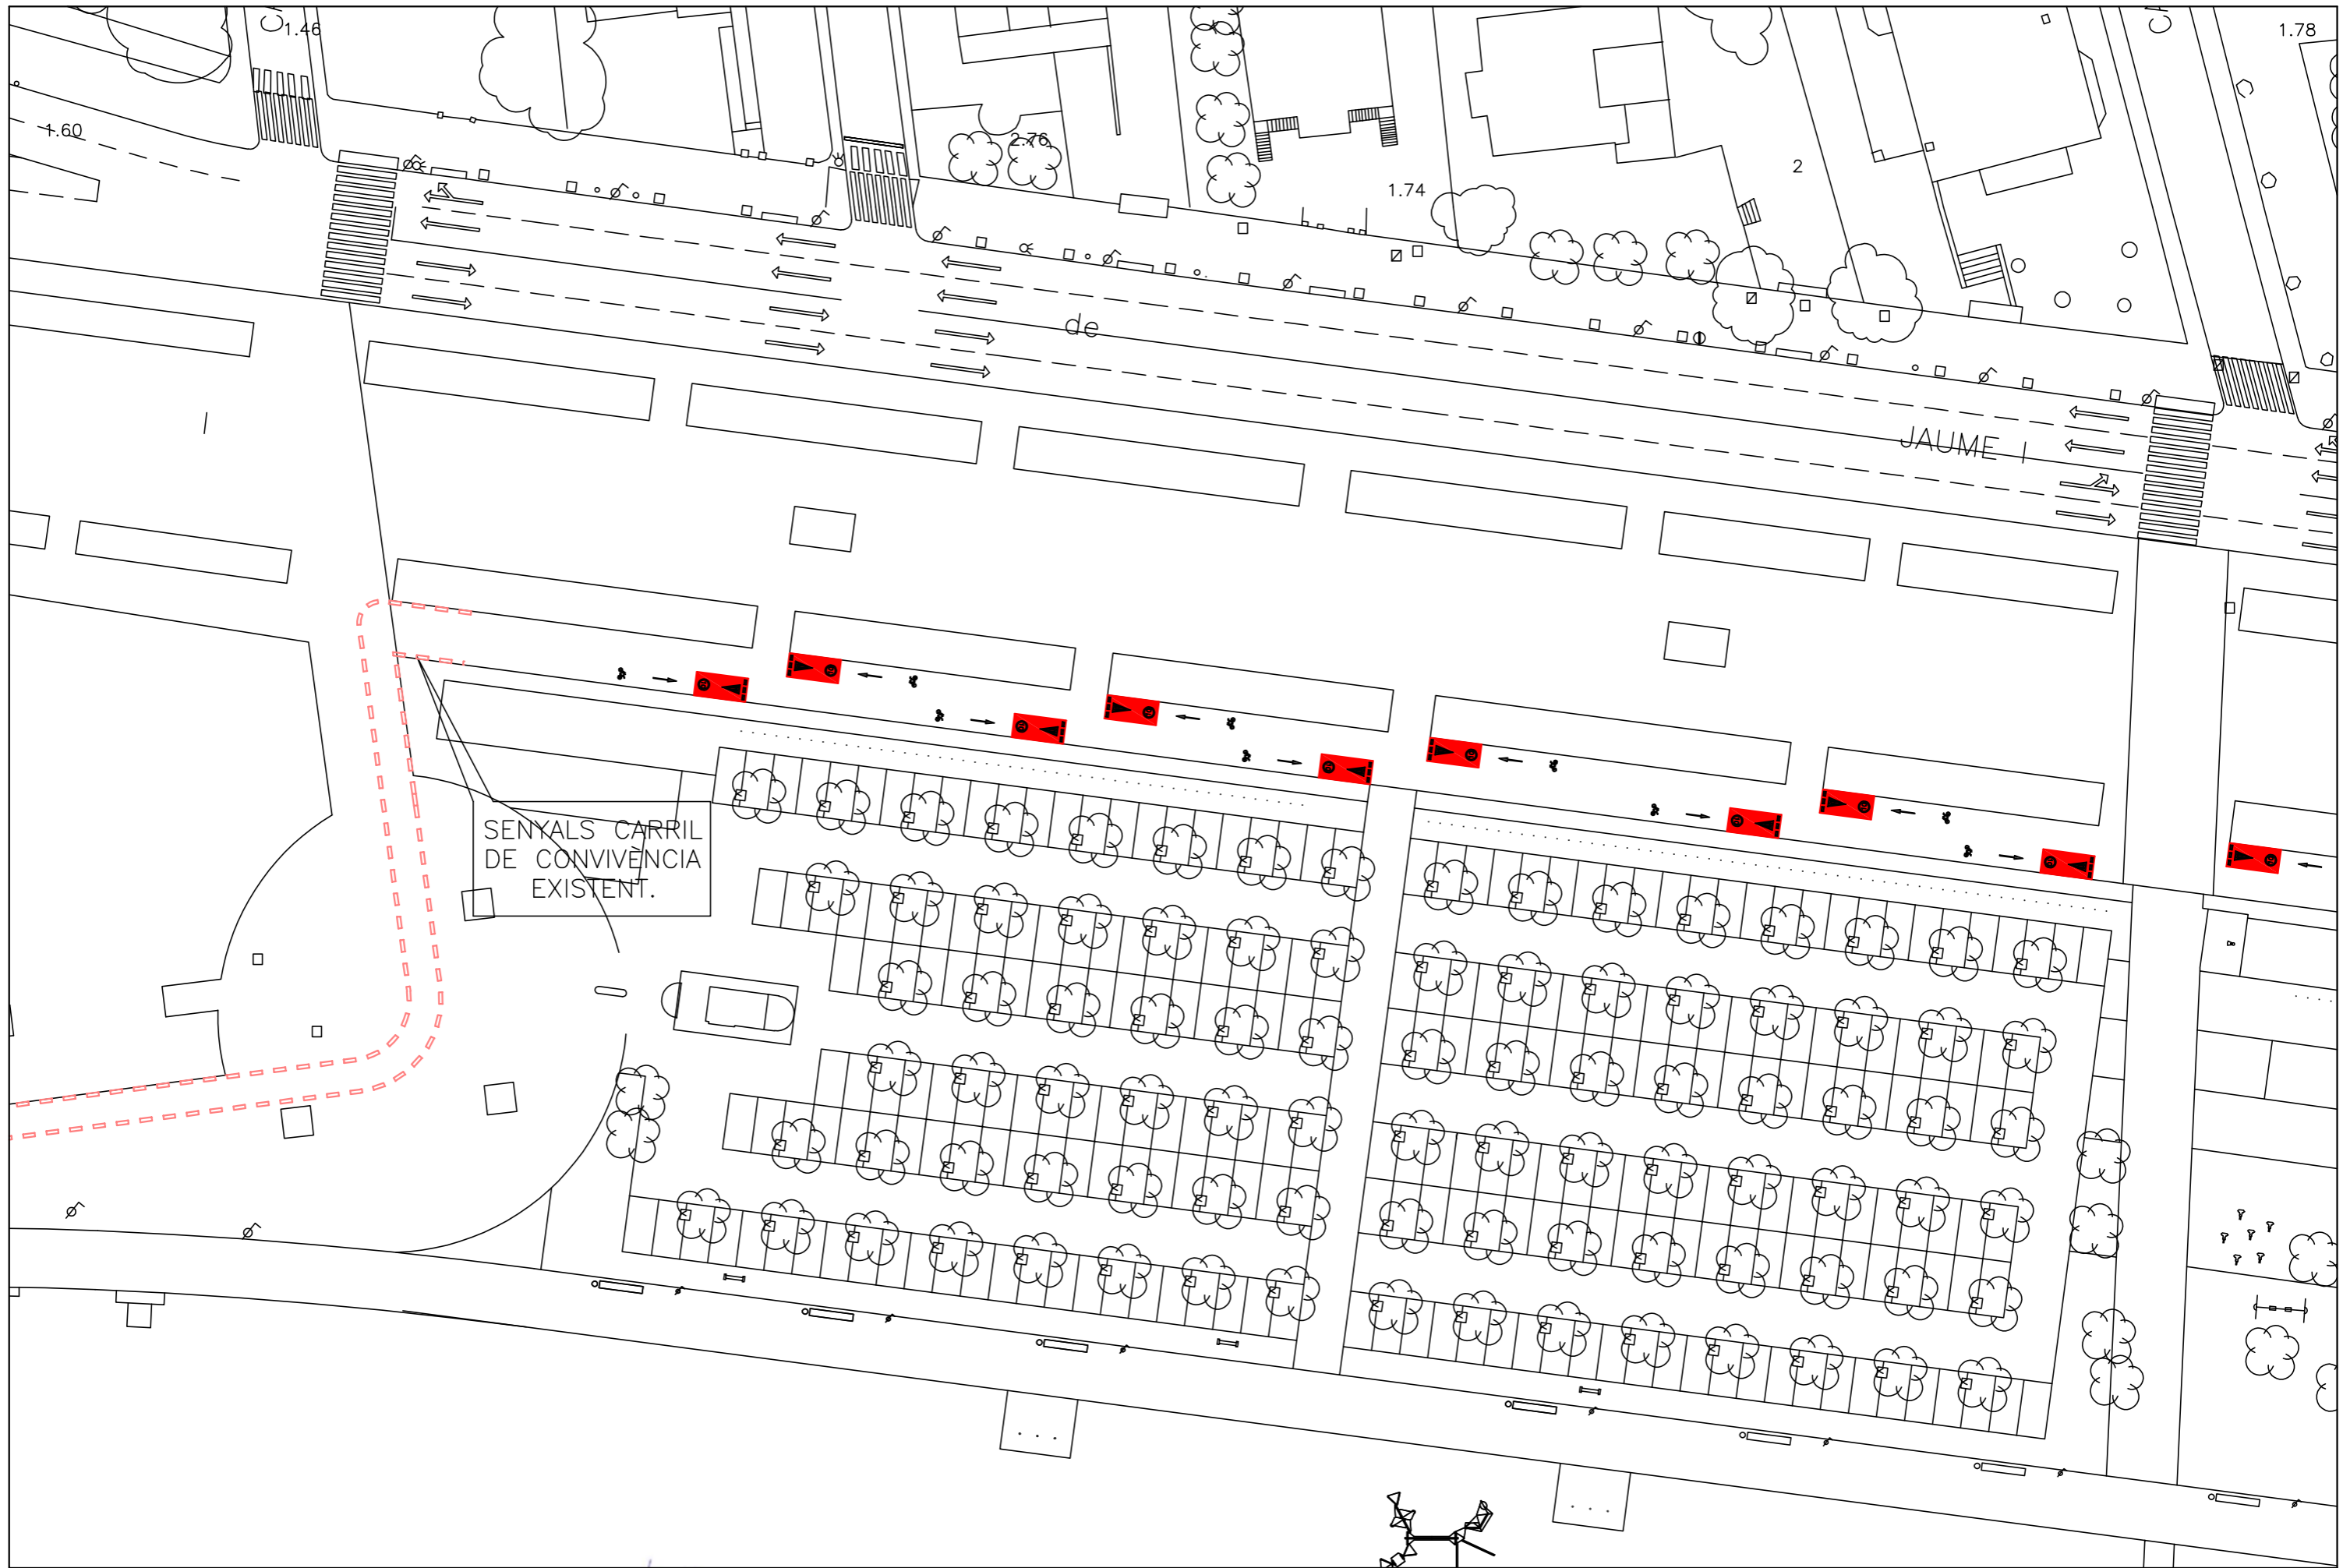 1.46
1.78
1.60
2.76
2
1.74
de
JAUME I
SENYALS CARRIL
DE CONVIVÈNCIA
EXISTENT.